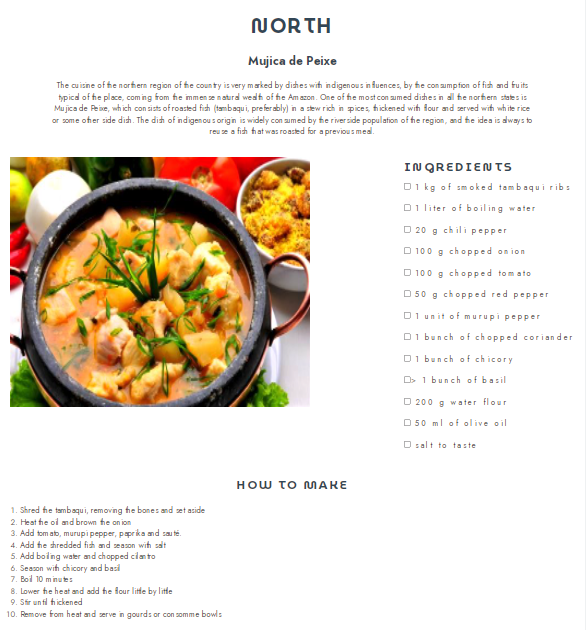 NORTH
Mujica de Peixe
The cuisine of the northern region of the country is very marked by dishes with indigenous influences, by the consumption of fish and fruits
typical of the place, coming from the immense natural wealth of the Amazon. One of the most consumed dishes in all the northern states is
Mujica de Peixe, which consists of roasted fish (tambaqui, preferably) in a stew rich in spices, thickened with flour and served with white rice
or some other side dish. The dish of indigenous origin is widely consumed by the riverside population of the region, and the idea is always to
reuse a fish that was roasted for a previous meal.
INGREDIENTS
1 kg of smoked tambaqui ribs
1 liter of boiling water
20 g chili pepper
100 g chopped onion
100 g chopped tomato
50 g chopped red pepper
1 unit of murupi pepper
1 bunch of chopped coriander
1 bunch of chicory
> 1 bunch of basil
200 g water flour
50 ml of olive oil
salt to taste
HOW TO MAKE
1. Shred the tambaqui, removing the bones and set aside
2. Heat the oil and brown the onion
3. Add tomato, murupi pepper, paprika and sauté.
4. Add the shredded fish and season with salt
5. Add boiling water and chopped cilantro
6. Season with chicory and basil
7. Boil 10 minutes
8. Lower the heat and add the flour little by little
9. Stir until thickened
10. Remove from heat and serve in gourds or consomme bowls